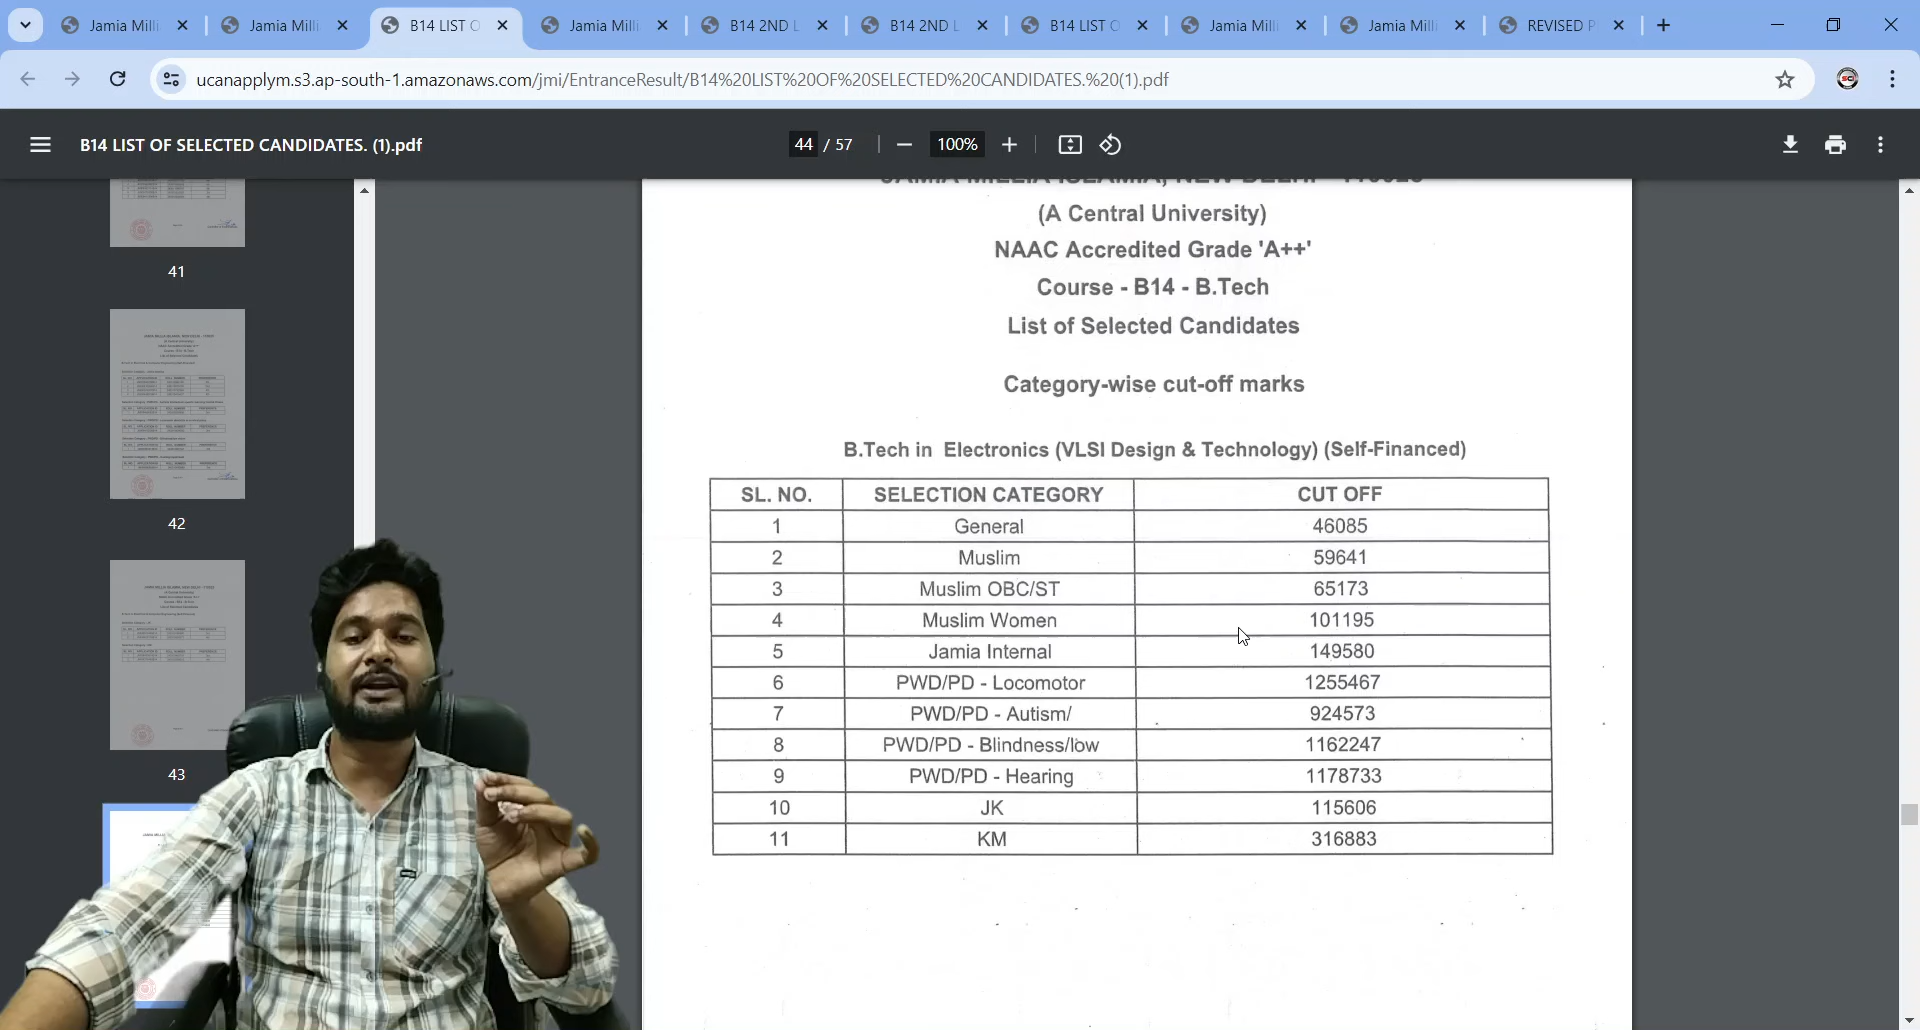 Jamia Milli
Jamia Milli
B14 LIST O
Jamia Milli
B14 2ND L
B14 2ND L
B14 LIST O
Jamia Milli
Jamia Milli
REVISED P
ucanapplym.s3.ap-south-1.amazonaws.com/jmi/EntranceResult/B14%20LIST%20OF%20SELECTED%20CANDIDATES.%20(1).pdf
B14 LIST OF SELECTED CANDIDATES. (1).pdf
44 / 57
100%
41
42
43
JAMIA MILLIA ISLAMIA, NEW DELHI - 110025
(A Central University)
NAAC Accredited Grade 'A++'
Course - B14 - B.Tech
List of Selected Candidates
Category-wise cut-off marks
B.Tech in Electronics (VLSI Design & Technology) (Self-Financed)
SL. NO. SELECTION CATEGORY CUT OFF
1 General 46085
2 Muslim 59641
3 Muslim OBC/ST 65173
4 Muslim Women 101195
5 Jamia Internal 149580
6 PWD/PD - Locomotor 1255467
7 PWD/PD - Autism/ 924573
8 PWD/PD - Blindness/low 1162247
9 PWD/PD - Hearing 1178733
10 JK 115606
11 KM 316883